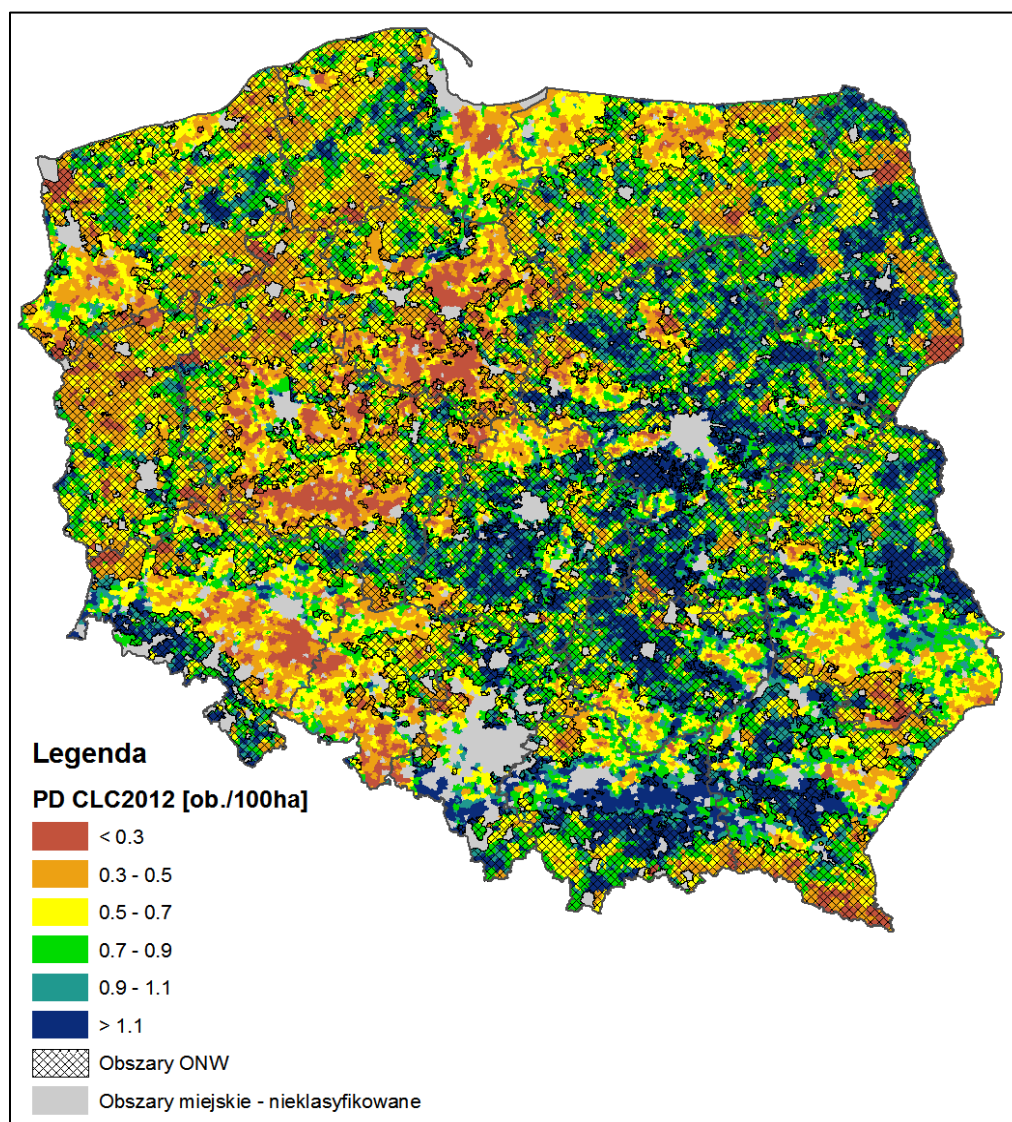 Legenda
PD CLC2012 [ob./100ha]
< 0.3
0.3 - 0.5
0.5 - 0.7
0.7 - 0.9
0.9 - 1.1
> 1.1
Obszary ONW
Obszary miejskie - nieklasyfikowane